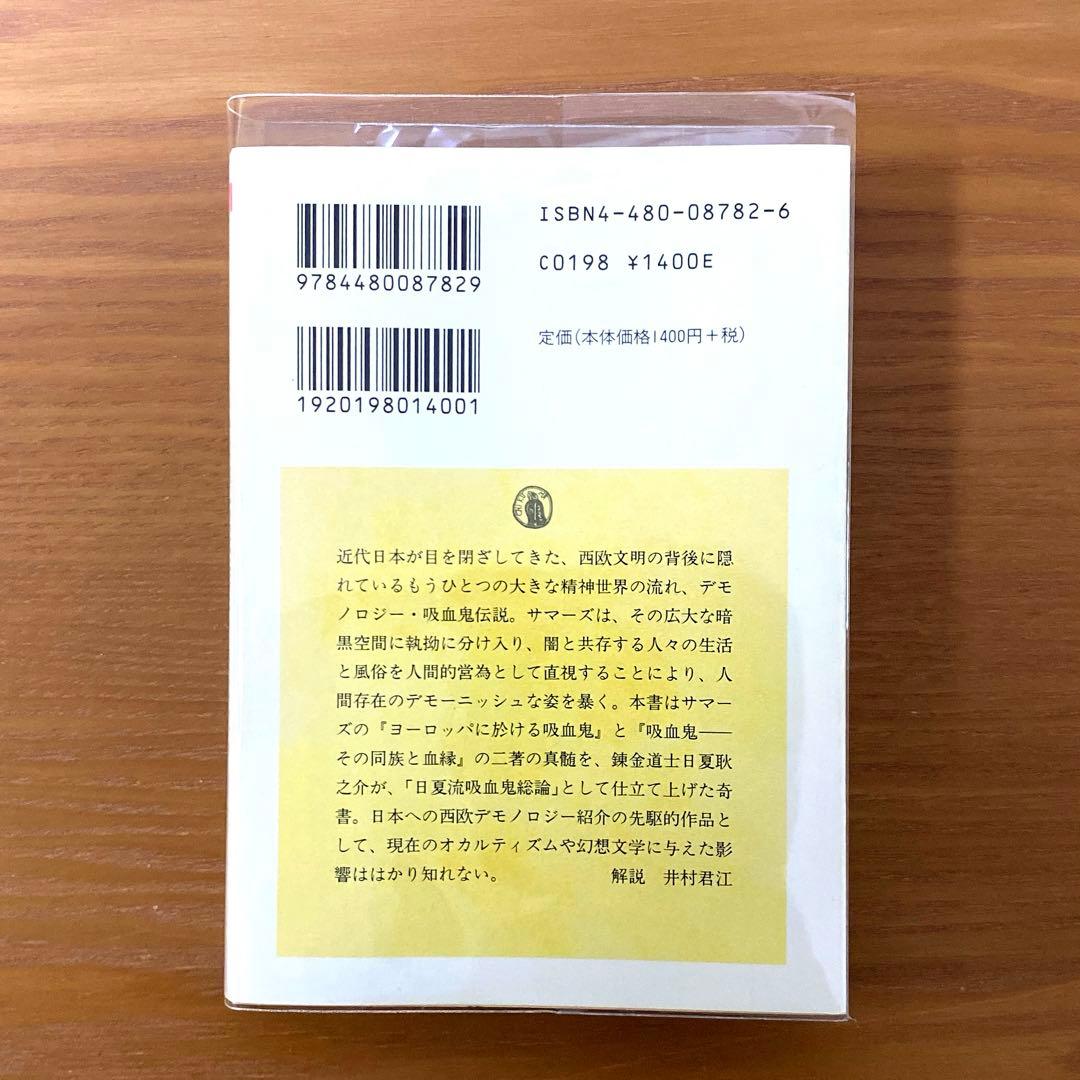 ISBN4-480-08782-6
C0198 ¥1400E
9784480087829
定価(本体価格1400円+税)
1920198014001
近代日本が目を閉ざしてきた、西欧文明の背後に隠
れているもうひとつの大きな精神世界の流れ、デモ
ノロジー・吸血鬼伝説。サマーズは、その広大な暗
黒空間に執拗に分け入り、闇と共存する人々の生活
と風俗を人間的営為として直視することにより、人
間存在のデモーニッシュな姿を暴く。本書はサマー
ズの『ヨーロッパに於ける吸血鬼』と『吸血鬼――
その同族と血縁』の二著の真髄を、錬金道士日夏耿
之介が、「日夏流吸血鬼総論」として仕立て上げた奇
書。日本への西欧デモノロジー紹介の先駆的作品と
して、現在のオカルティズムや幻想文学に与えた影
響ははかり知れない。 解説 井村君江